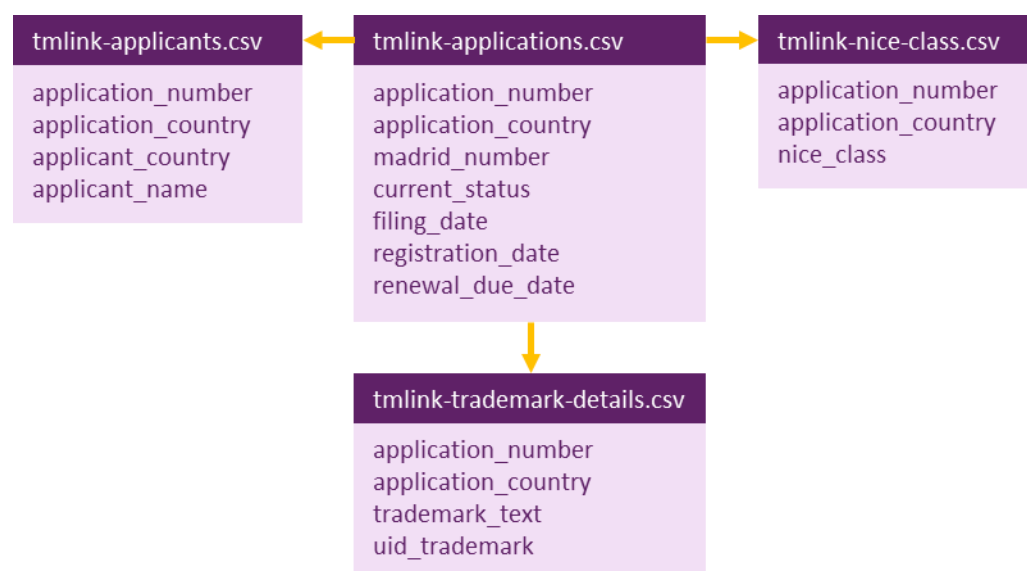 tmlink-applicants.csv
application_number
application_country
applicant_country
applicant_name
tmlink-applications.csv
application_number
application_country
madrid_number
current_status
filing_date
registration_date
renewal_due_date
tmlink-nice-class.csv
application_number
application_country
nice_class
tmlink-trademark-details.csv
application_number
application_country
trademark_text
uid_trademark